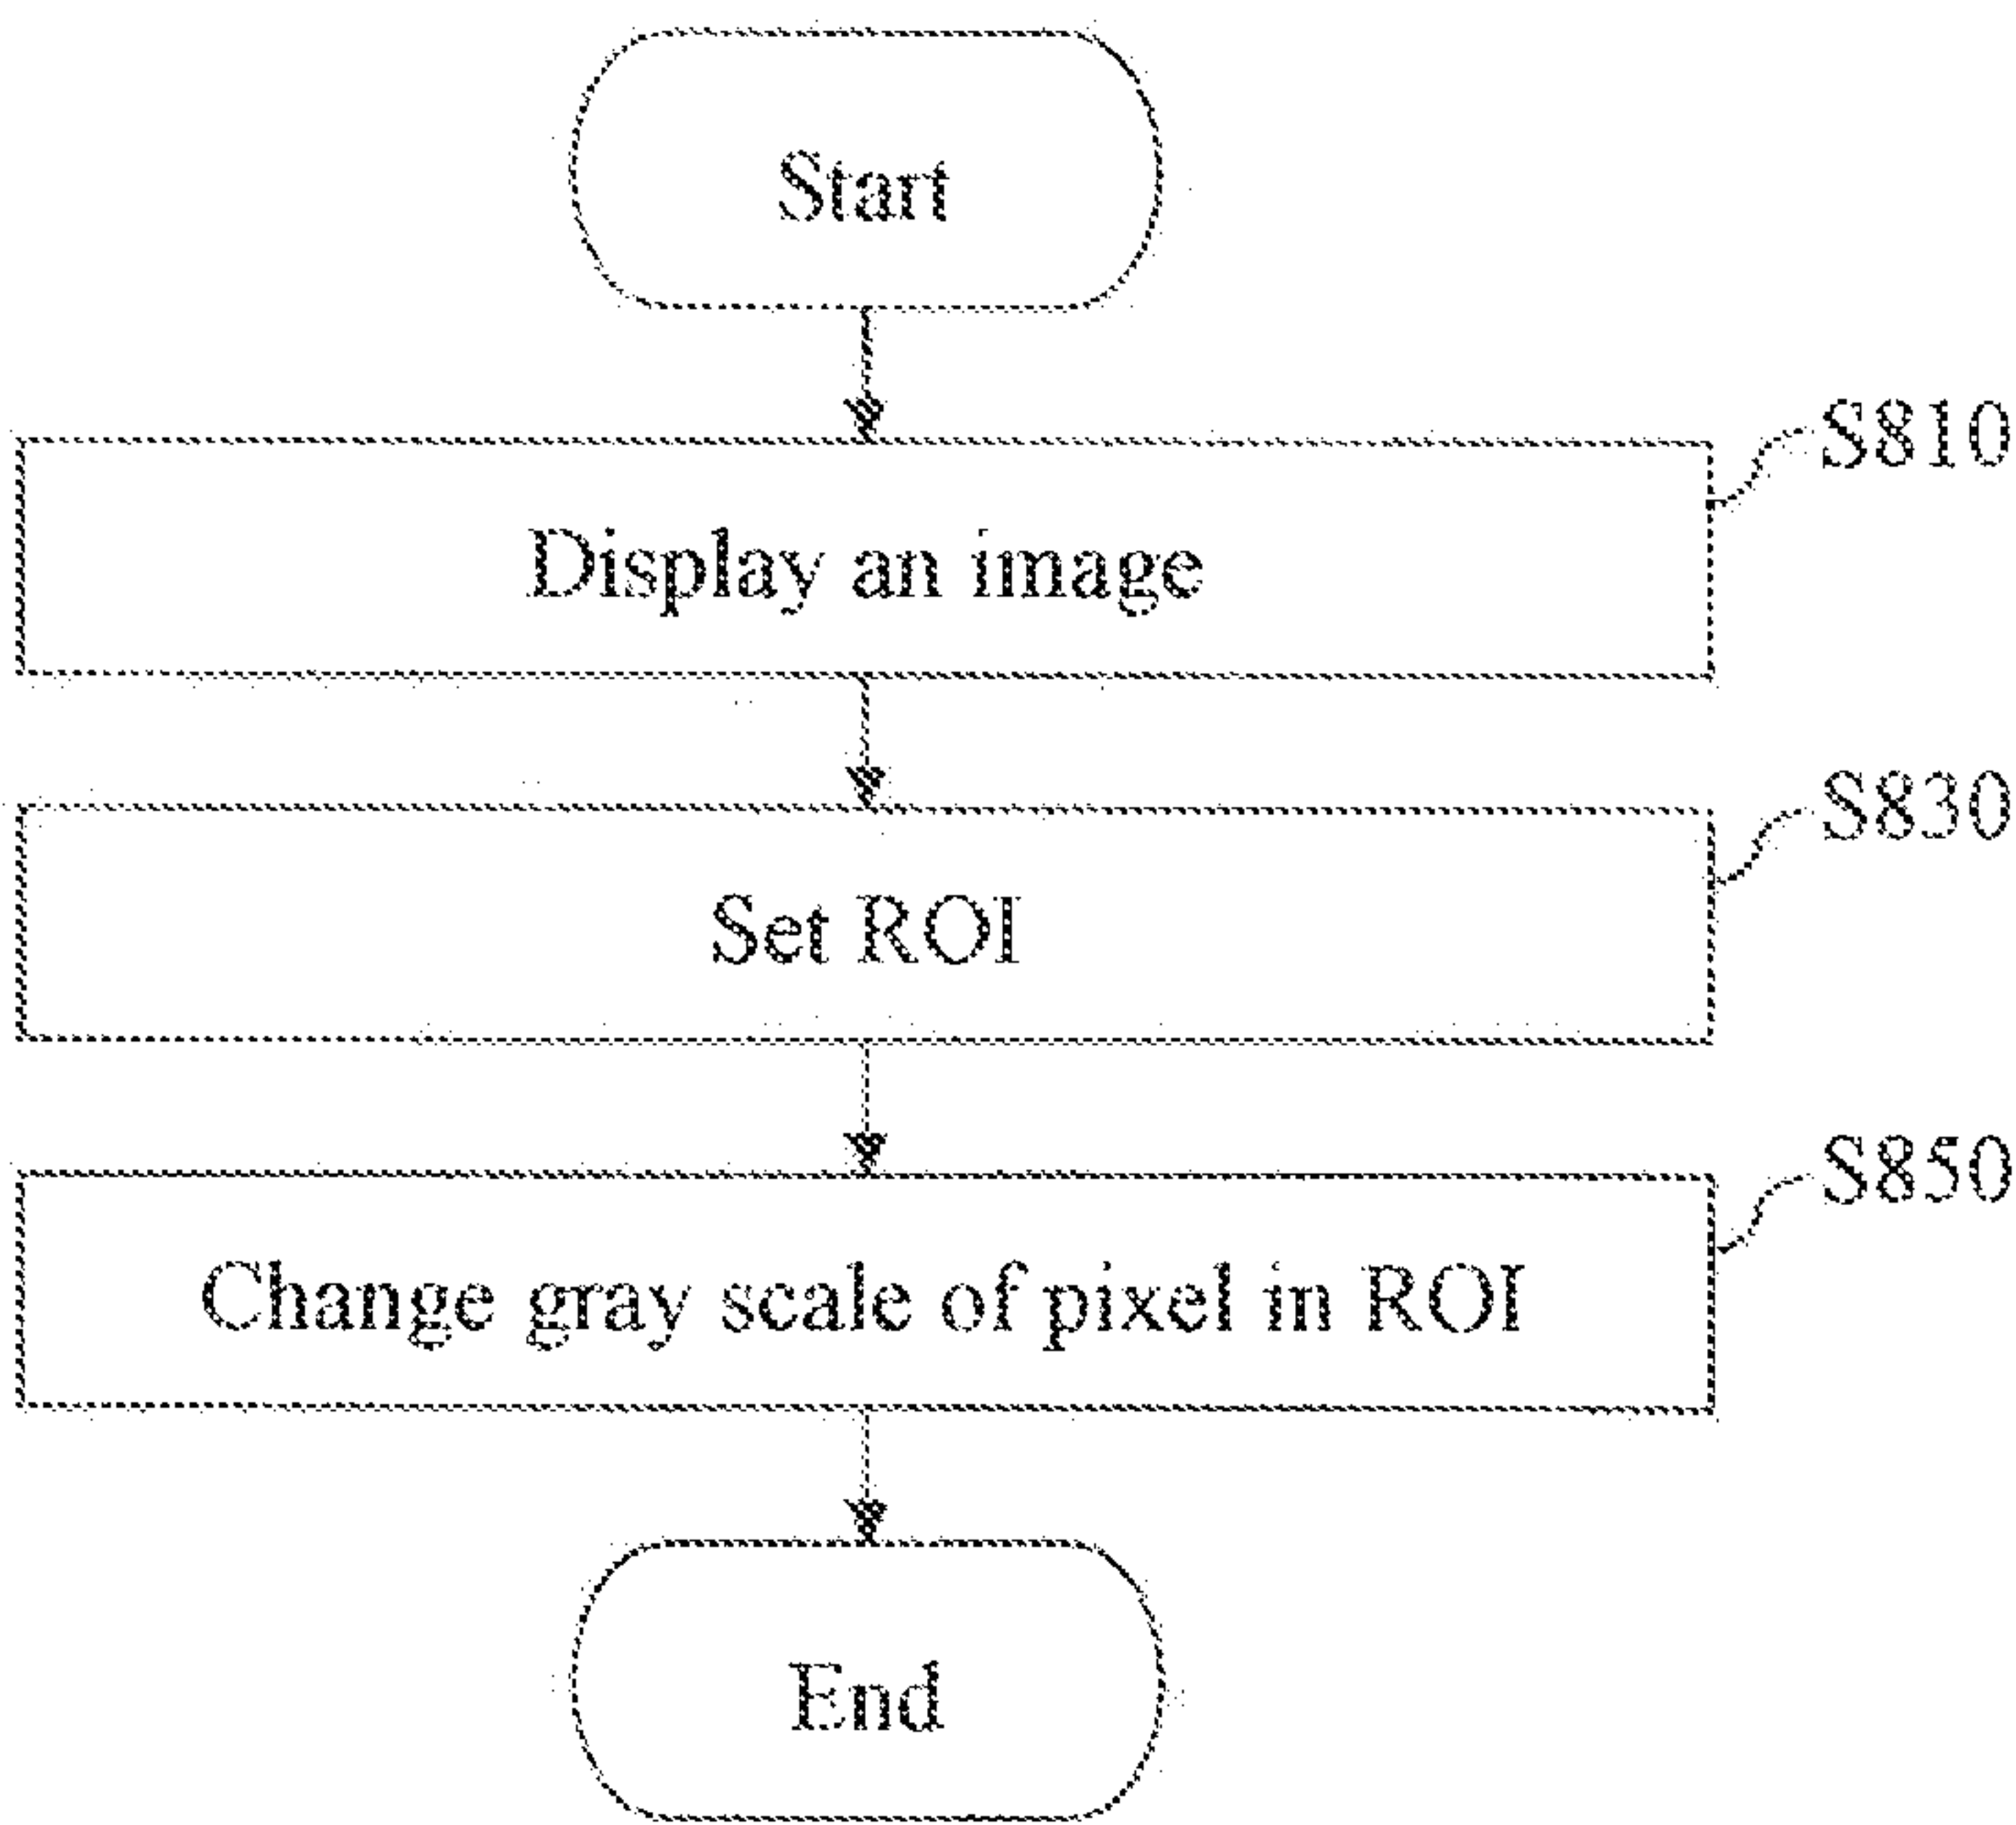 Start
S810
Display an image
S830
Set ROI
S850
Change gray scale of pixel in ROI
End